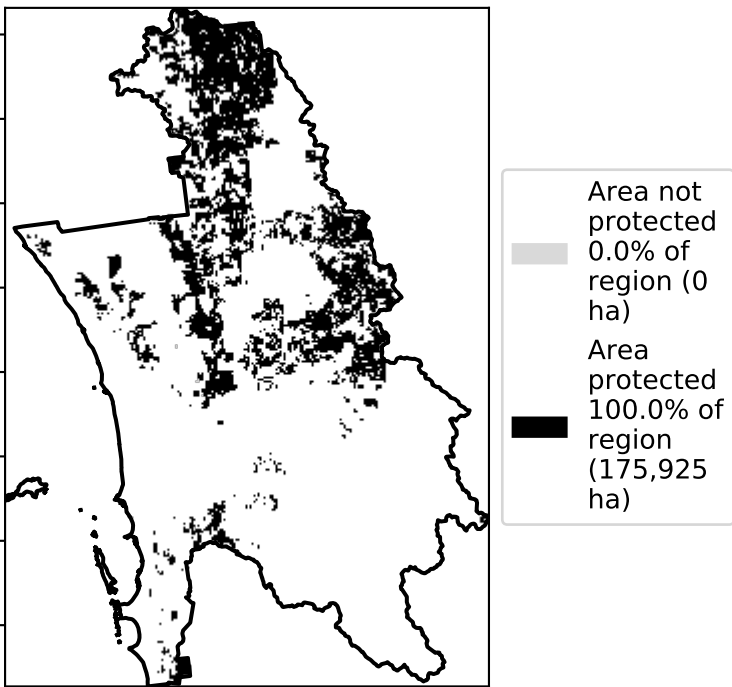 Area not
protected
0.0% of
region (0
ha)
Area
protected
100.0% of
region
(175,925
ha)